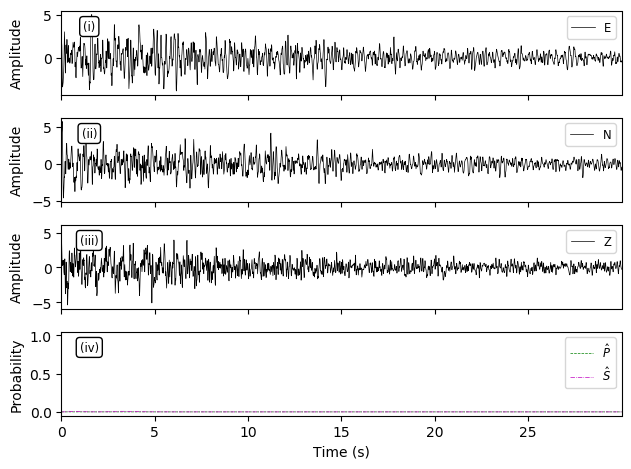 5
0
Amplitude
(i)
E
5
0
−5
Amplitude
(ii)
N
5
0
−5
Amplitude
(iii)
Z
1.0
0.5
0.0
Probability
(iv)
P̂
Ŝ
0 5 10 15 20 25
Time (s)